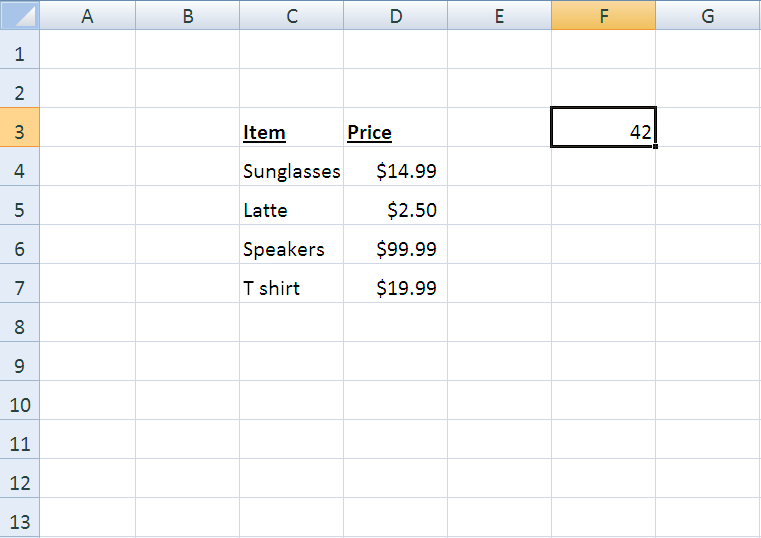 A B C D E F G
1
2
3 Item Price 42
4 Sunglasses $14.99
5 Latte $2.50
6 Speakers $99.99
7 T shirt $19.99
8
9
10
11
12
13